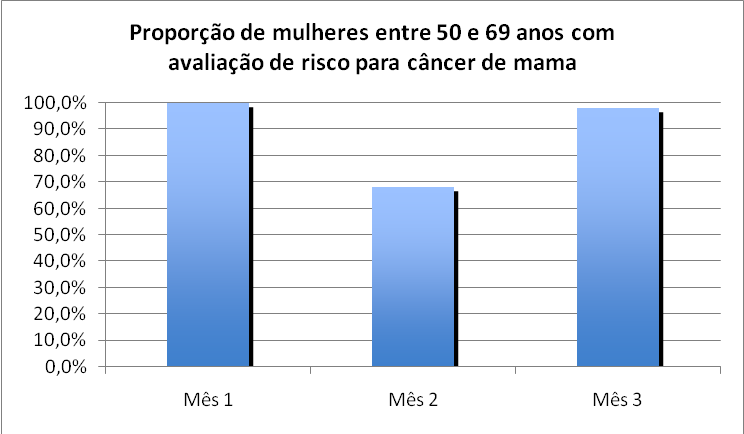 Proporção de mulheres entre 50 e 69 anos com
avaliação de risco para câncer de mama
100,0%
90,0%
80,0%
70,0%
60,0%
50,0%
40,0%
30,0%
20,0%
10,0%
0,0%
Mês 1
Mês 2
Mês 3